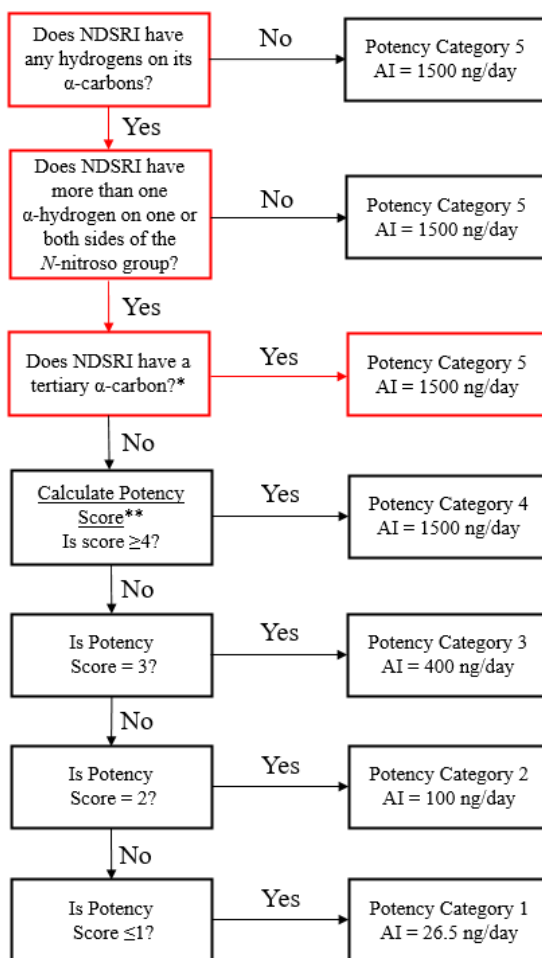 Does NDSRI have
any hydrogens on its
α-carbons?
No
Potency Category 5
AI = 1500 ng/day
Yes
Does NDSRI have
more than one
α-hydrogen on one or
both sides of the
N-nitroso group?
No
Potency Category 5
AI = 1500 ng/day
Yes
Does NDSRI have a
tertiary α-carbon?*
Yes
Potency Category 5
AI = 1500 ng/day
No
Calculate Potency
Score**
Is score ≥4?
Yes
Potency Category 4
AI = 1500 ng/day
No
Is Potency
Score = 3?
Yes
Potency Category 3
AI = 400 ng/day
No
Is Potency
Score = 2?
Yes
Potency Category 2
AI = 100 ng/day
No
Is Potency
Score ≤1?
Yes
Potency Category 1
AI = 26.5 ng/day